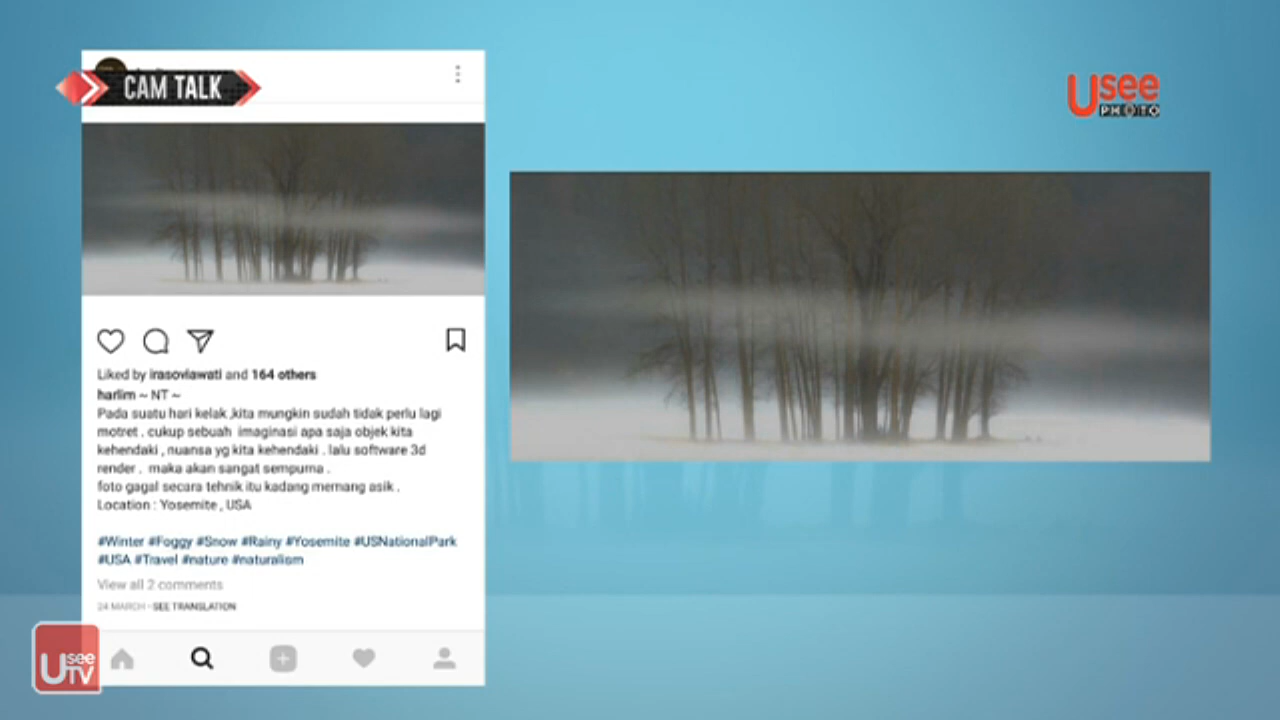 CAM TALK
Usee
PHOTO
Liked by irasoviawati and 164 others
harlim ~ NT ~
Pada suatu hari kelak ,kita mungkin sudah tidak perlu lagi
motret . cukup sebuah imaginasi apa saja objek kita
kehendaki , nuansa yg kita kehendaki . lalu software 3d
render . maka akan sangat sempurna .
foto gagal secara tehnik itu kadang memang asik .
Location : Yosemite , USA
#Winter #Foggy #Snow #Rainy #Yosemite #USNationalPark
#USA #Travel #nature #naturalism
View all 2 comments
24 MARCH • SEE TRANSLATION
Usee
TV